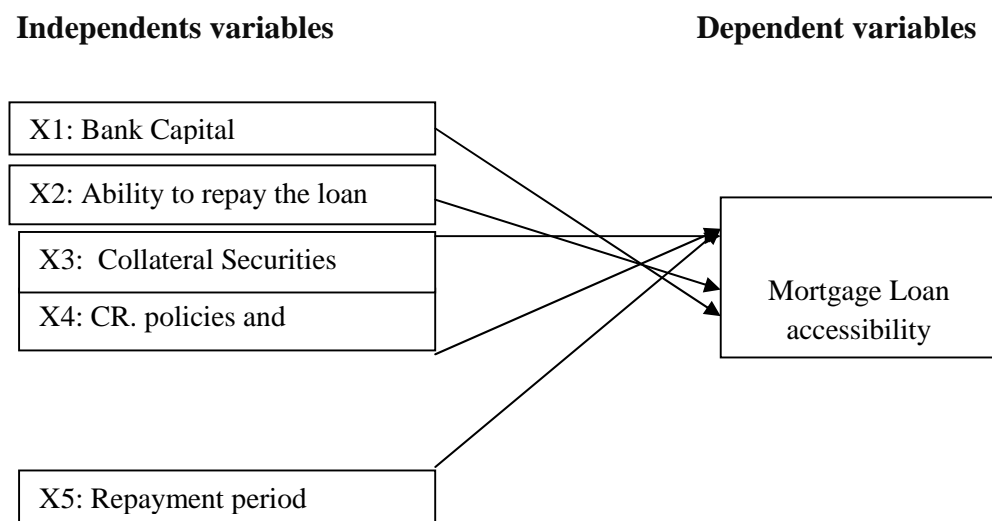 Independents variables
Dependent variables
X1: Bank Capital
X2: Ability to repay the loan
X3: Collateral Securities
X4: CR. policies and
X5: Repayment period
Mortgage Loan
accessibility